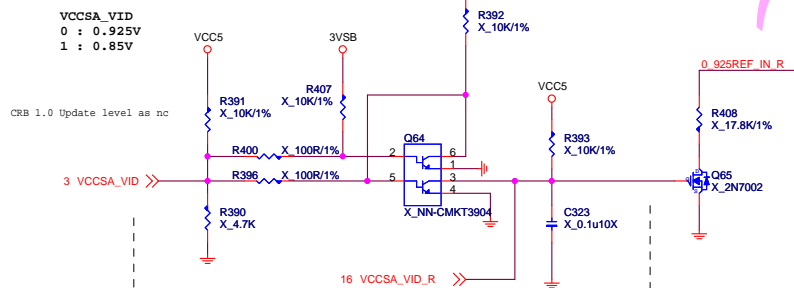 VCCSA_VID
0 : 0.925V
1 : 0.85V
R392
X_10K/1%
VCC5
3VSB
0_925REF_IN_R
R407
X_10K/1%
R391
X_10K/1%
VCC5
CRB 1.0 Update level as nc
R408
X_17.8K/1%
Q64
R393
X_10K/1%
R400
X_100R/1%
2
6
1
R396
X_100R/1%
5
3
4
3 VCCSA_VID
Q65
X_2N7002
R390
X_4.7K
X_NN-CMKT3904
C323
X_0.1u10X
16 VCCSA_VID_R